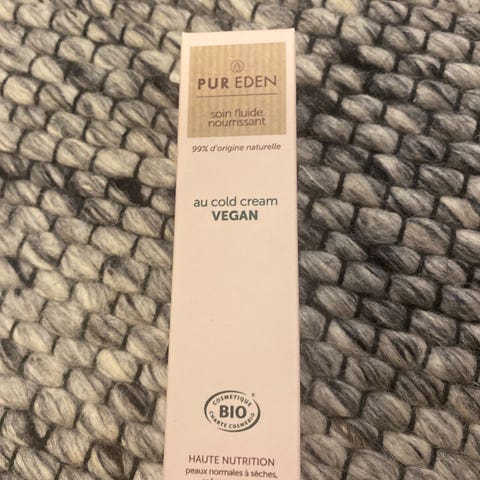 PUR EDEN
soin fluide
nourrissant
99% d'origine naturelle
au cold cream
VEGAN
COSMETIQUE
BIO
CHARTE COSMEBIO
HAUTE NUTRITION
peaux normales à sèches,